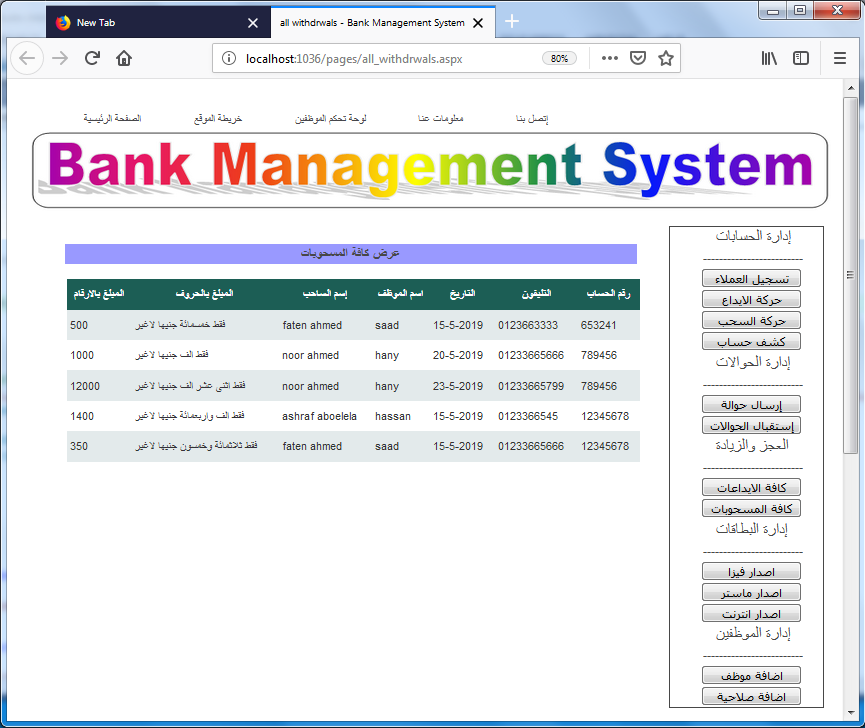 New Tab
all withdrwals - Bank Management System
localhost:1036/pages/all_withdrwals.aspx 80%
الصفحة الرئيسية خريطة الموقع لوحة تحكم الموظفين معلومات عنا إتصل بنا
Bank Management System
عرض كافة المسحوبات
رقم الحساب التليفون التاريخ اسم الموظف إسم الساحب المبلغ بالحروف المبلغ بالارقام
653241 0123663333 15-5-2019 saad faten ahmed فقط خمسمائة جنيها لاغير 500
789456 01233665666 20-5-2019 hany noor ahmed فقط الف جنيها لاغير 1000
789456 01233665799 23-5-2019 hany noor ahmed فقط اثنى عشر الف جنيها لاغير 12000
12345678 0123366545 15-5-2019 hassan ashraf aboelela فقط الف واربعمائة جنيها لاغير 1400
12345678 01233665666 15-5-2019 saad faten ahmed فقط ثلاثمائة وخمسون جنيها لاغير 350
إدارة الحسابات
-------------------------
تسجيل العملاء
حركة الايداع
حركة السحب
كشف حساب
إدارة الحوالات
-------------------------
إرسال حوالة
إستقبال الحوالات
العجز والزيادة
-------------------------
كافة الايداعات
كافة المسحوبات
إدارة البطاقات
-------------------------
اصدار فيزا
اصدار ماستر
اصدار انترنت
إدارة الموظفين
-------------------------
اضافة موظف
اضافة صلاحية